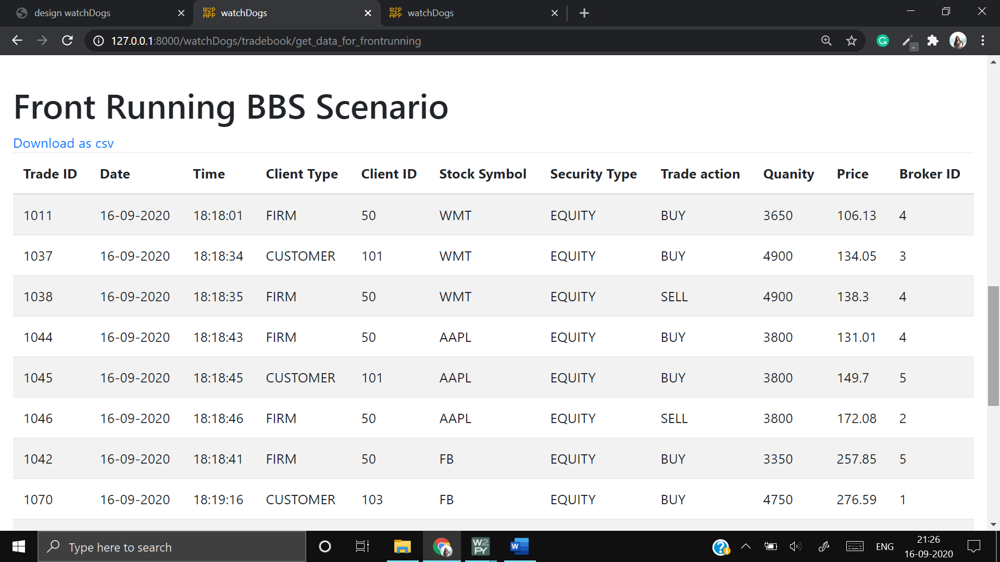 design watchDogs
watchDogs
watchDogs
127.0.0.1:8000/watchDogs/tradebook/get_data_for_frontrunning
Front Running BBS Scenario
Download as csv
Trade ID Date Time Client Type Client ID Stock Symbol Security Type Trade action Quanity Price Broker ID
1011 16-09-2020 18:18:01 FIRM 50 WMT EQUITY BUY 3650 106.13 4
1037 16-09-2020 18:18:34 CUSTOMER 101 WMT EQUITY BUY 4900 134.05 3
1038 16-09-2020 18:18:35 FIRM 50 WMT EQUITY SELL 4900 138.3 4
1044 16-09-2020 18:18:43 FIRM 50 AAPL EQUITY BUY 3800 131.01 4
1045 16-09-2020 18:18:45 CUSTOMER 101 AAPL EQUITY BUY 3800 149.7 5
1046 16-09-2020 18:18:46 FIRM 50 AAPL EQUITY SELL 3800 172.08 2
1042 16-09-2020 18:18:41 FIRM 50 FB EQUITY BUY 3350 257.85 5
1070 16-09-2020 18:19:16 CUSTOMER 103 FB EQUITY BUY 4750 276.59 1
Type here to search
W2
PY
ENG
21:26
16-09-2020